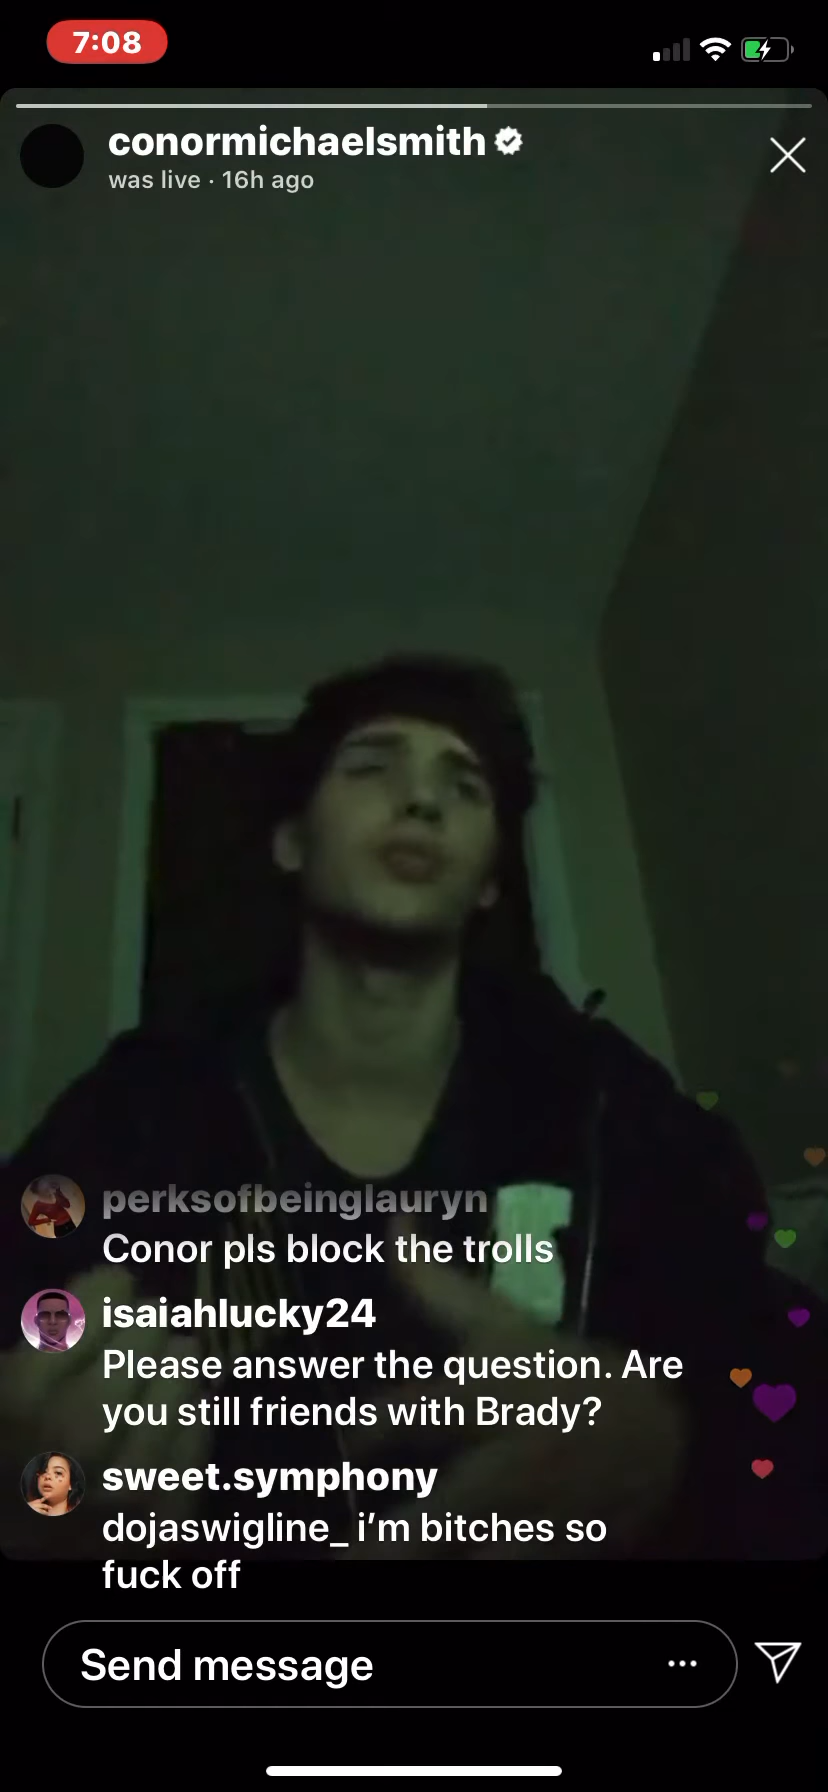 7:08
conormichaelsmith
was live · 16h ago
perksofbeinglauryn
Conor pls block the trolls
isaiahlucky24
Please answer the question. Are
you still friends with Brady?
sweet.symphony
dojaswigline_ i’m bitches so
fuck off
Send message